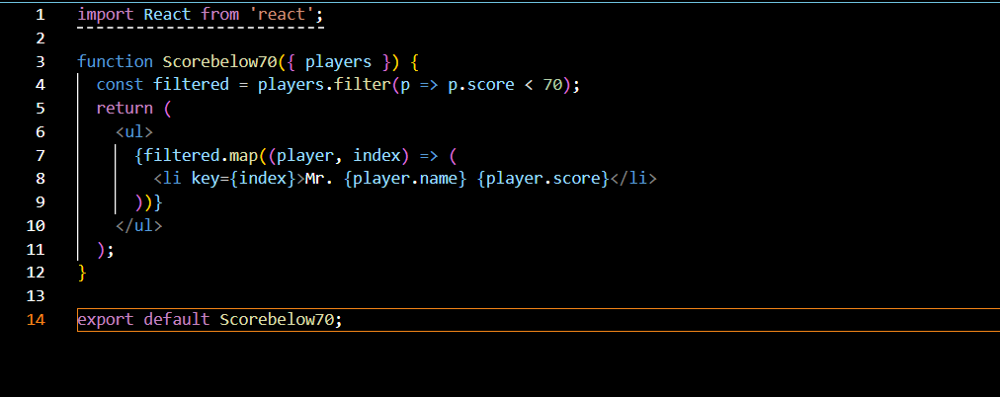 1 import React from 'react';
2
3 function Scorebelow70({ players }) {
4 const filtered = players.filter(p => p.score < 70);
5 return (
6 <ul>
7 {filtered.map((player, index) => (
8 <li key={index}>Mr. {player.name} {player.score}</li>
9 ))}
10 </ul>
11 );
12 }
13
14 export default Scorebelow70;